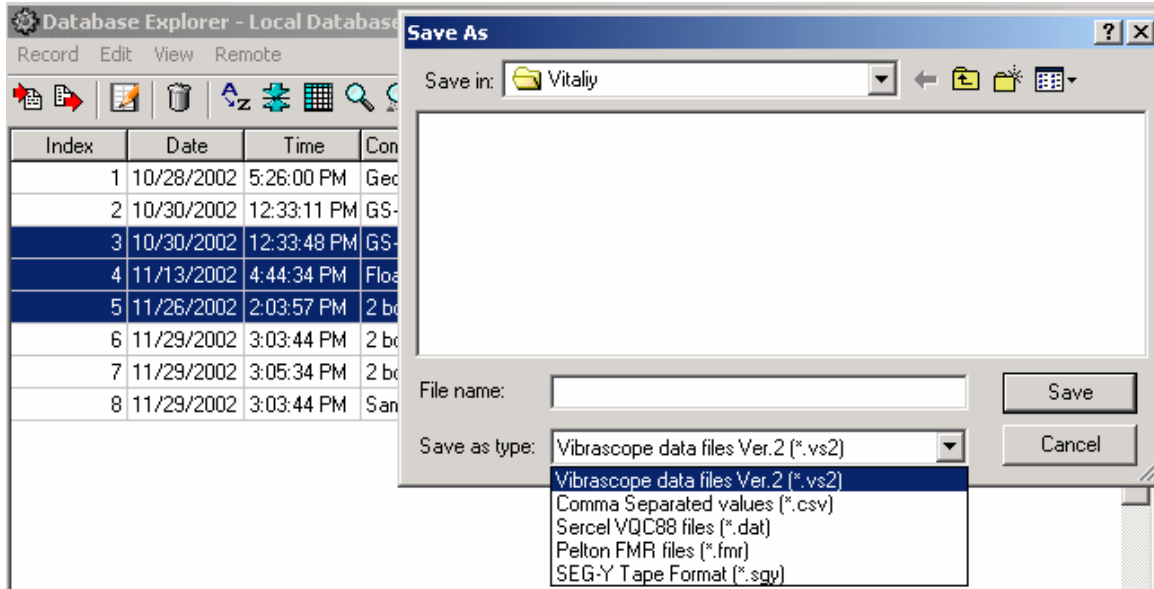 Database Explorer - Local Database
Record Edit View Remote
Index Date Time
1 10/28/2002 5:26:00 PM
2 10/30/2002 12:33:11 PM GS-
3 10/30/2002 12:33:48 PM GS-
4 11/13/2002 4:44:34 PM
5 11/26/2002 2:03:57 PM 2
6 11/29/2002 3:03:44 PM 2
7 11/29/2002 3:05:34 PM 2
8 11/29/2002 3:03:44 PM San
Save As
Save in: Vitaliy
File name:
Save
Save as type: Vibrascope data files Ver.2 (*.vs2)
Cancel
Vibrascope data files Ver.2 (*.vs2)
Comma Separated values (*.csv)
Sercel VQC88 files (*.dat)
Pelton FMR files (*.fmr)
SEG-Y Tape Format (*.sgy)